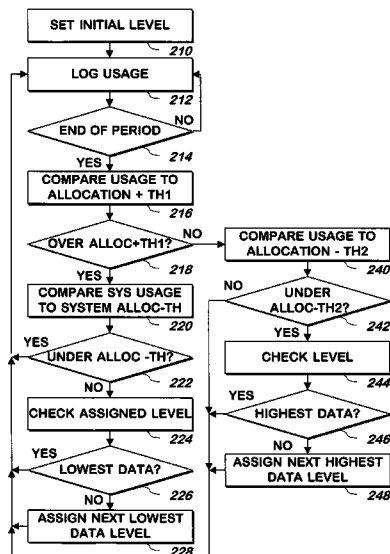 SET INITIAL LEVEL
210
LOG USAGE
212
NO
END OF PERIOD
214
YES
COMPARE USAGE TO
ALLOCATION + TH1
216
OVER ALLOC+TH1?
218
NO
YES
COMPARE SYS USAGE
TO SYSTEM ALLOC-TH
220
YES
UNDER ALLOC -TH?
222
NO
CHECK ASSIGNED LEVEL
224
YES
LOWEST DATA?
226
NO
ASSIGN NEXT LOWEST
DATA LEVEL
228
COMPARE USAGE TO
ALLOCATION - TH2
240
NO
UNDER
ALLOC-TH2?
242
YES
CHECK LEVEL
244
YES
HIGHEST DATA?
246
NO
ASSIGN NEXT HIGHEST
DATA LEVEL
248